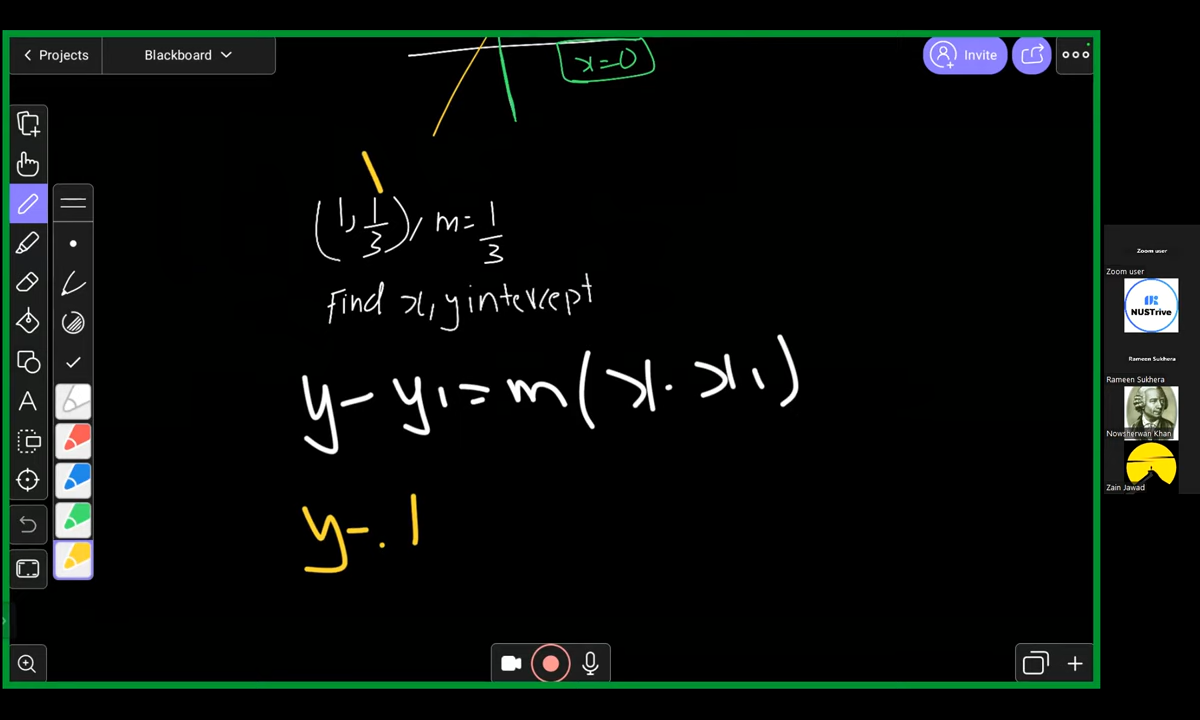 Projects
Blackboard
Invite
x=0
(1, 1/3), m=1/3
Find x, y intercept
y - y1 = m(x - x1)
y - . 1
A
Zoom user
Zoom user
NUSTrive
Rameen Sukhera
Rameen Sukhera
Nowsherwan Khan
Zain Jawad